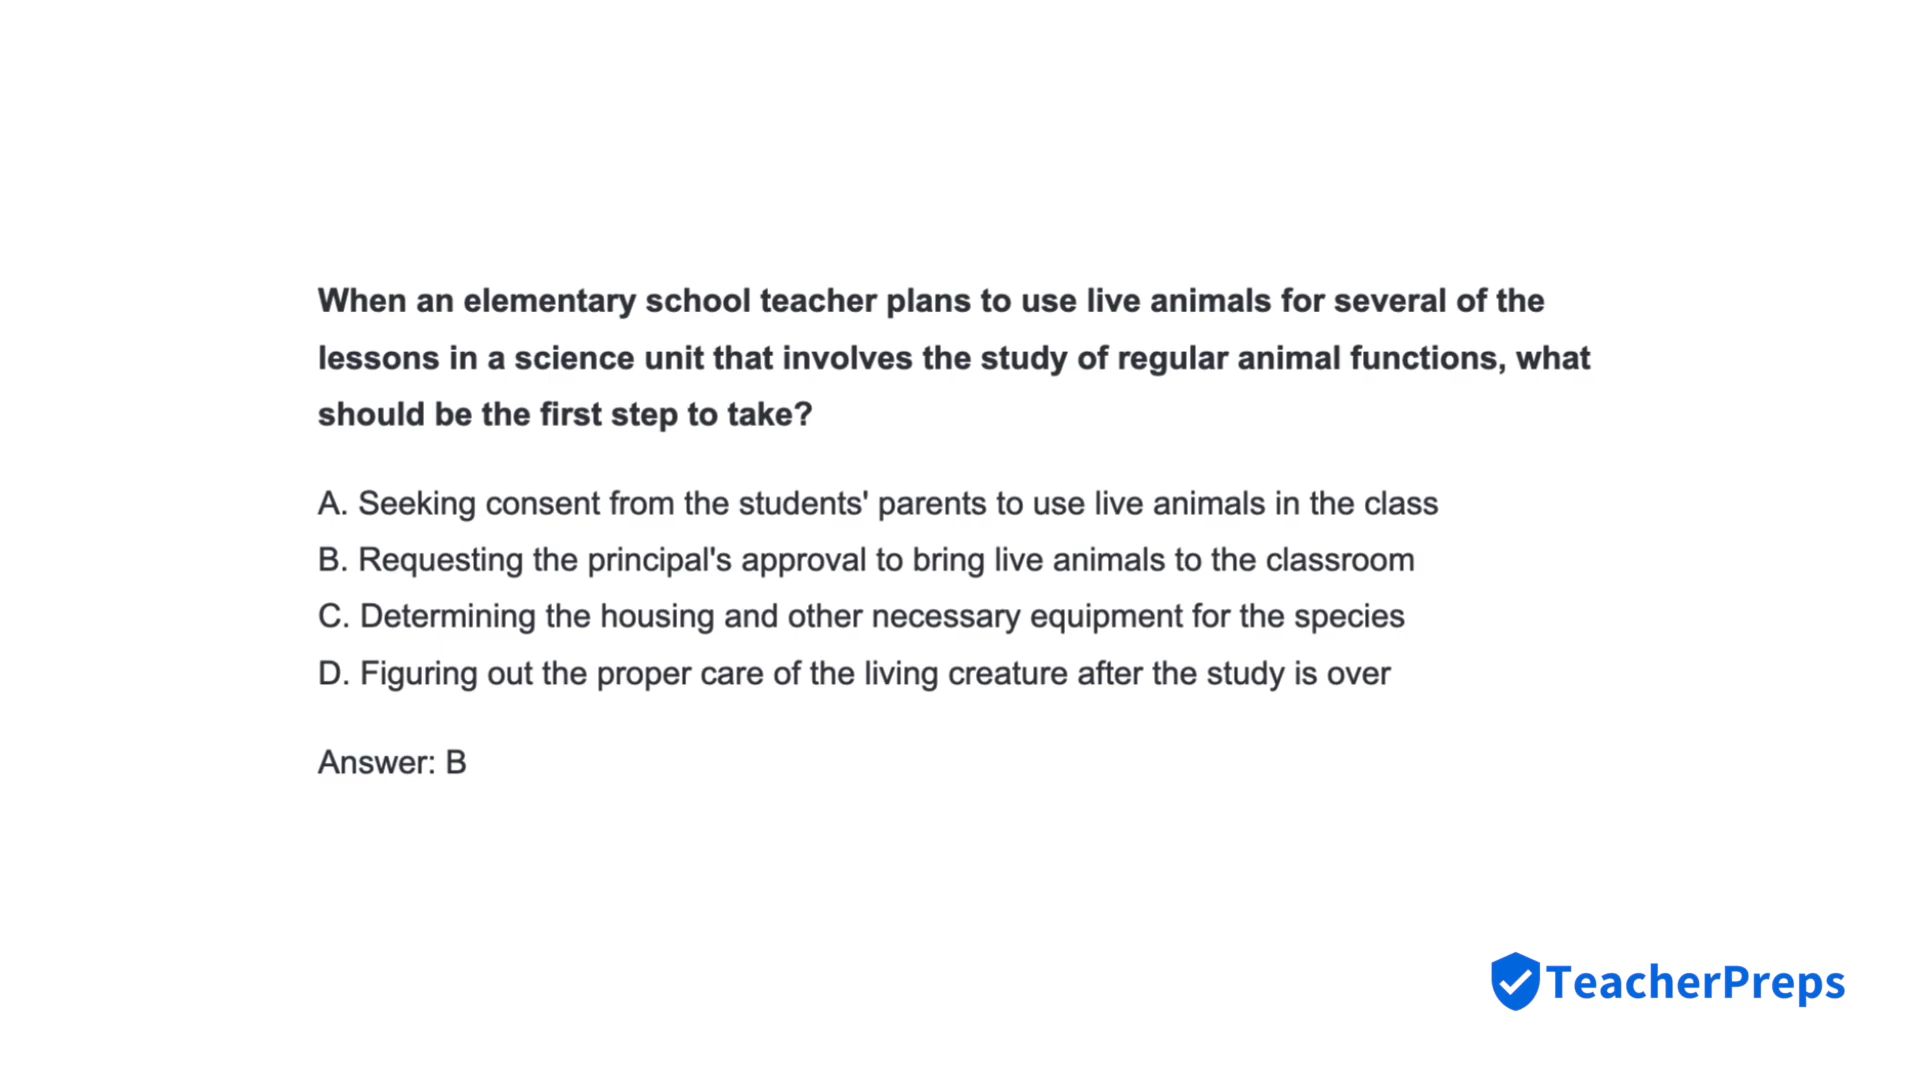 When an elementary school teacher plans to use live animals for several of the
lessons in a science unit that involves the study of regular animal functions, what
should be the first step to take?
A. Seeking consent from the students' parents to use live animals in the class
B. Requesting the principal's approval to bring live animals to the classroom
C. Determining the housing and other necessary equipment for the species
D. Figuring out the proper care of the living creature after the study is over
Answer: B
TeacherPreps